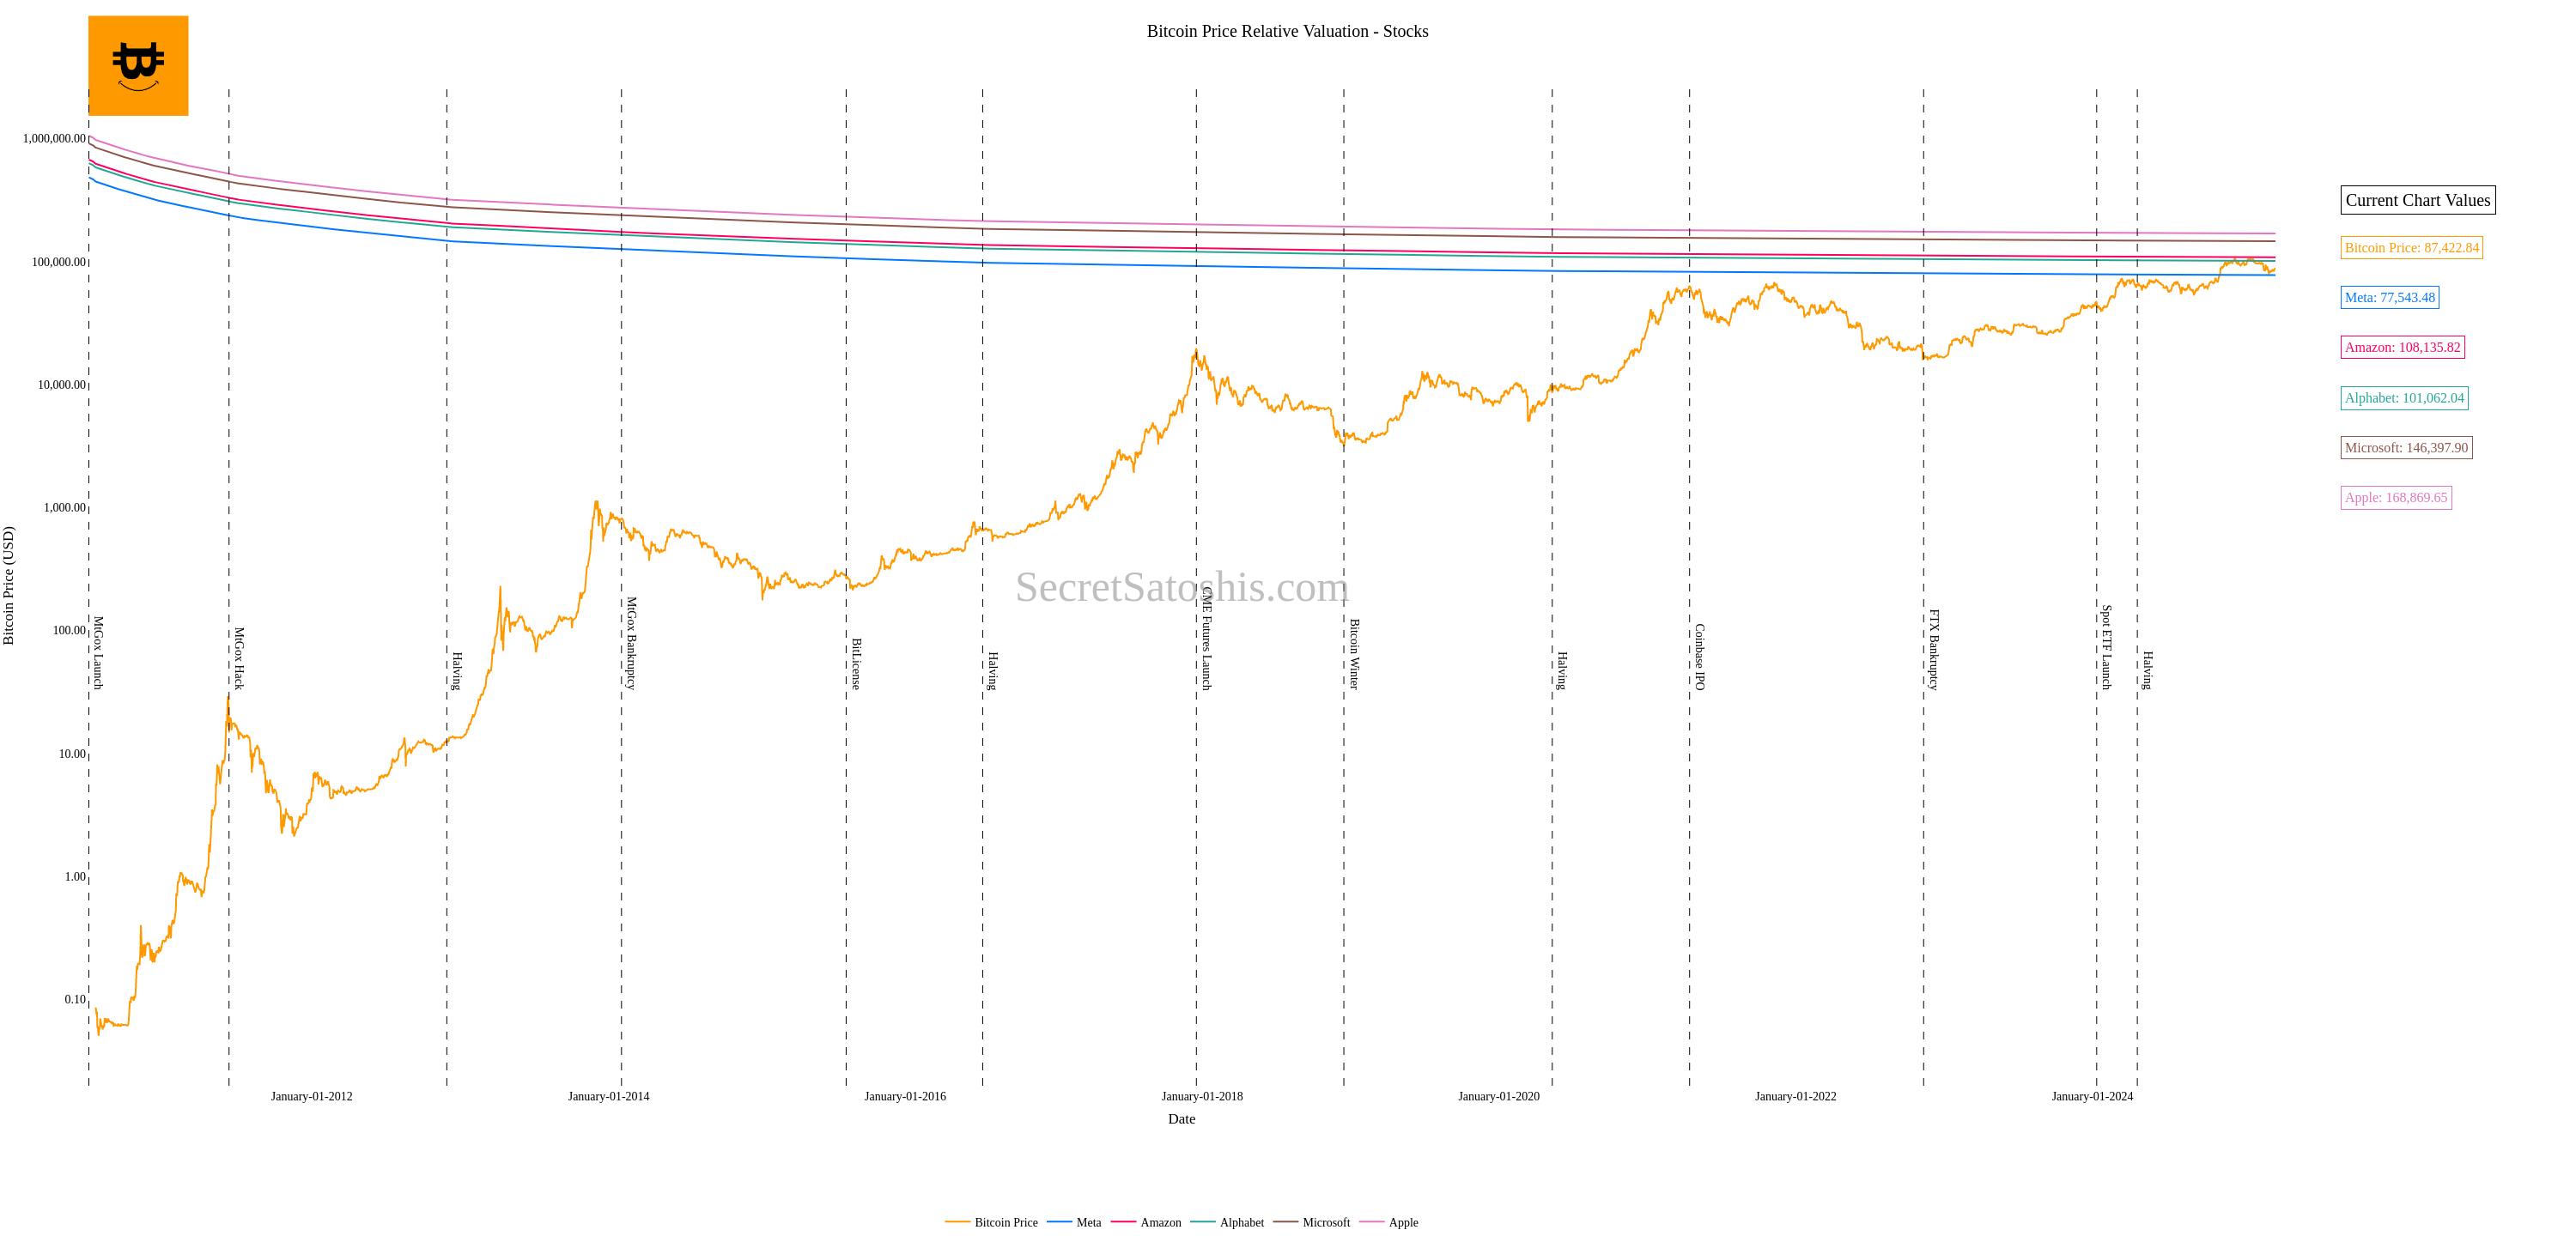 Bitcoin Price Relative Valuation - Stocks
1,000,000.00
100,000.00
10,000.00
1,000.00
100.00
10.00
1.00
0.10
Bitcoin Price (USD)
MtGox Launch
MtGox Hack
Halving
MtGox Bankruptcy
BitLicense
Halving
CME Futures Launch
Bitcoin Winter
Halving
Coinbase IPO
FTX Bankruptcy
Spot ETF Launch
Halving
SecretSatoshis.com
Current Chart Values
Bitcoin Price: 87,422.84
Meta: 77,543.48
Amazon: 108,135.82
Alphabet: 101,062.04
Microsoft: 146,397.90
Apple: 168,869.65
January-01-2012
January-01-2014
January-01-2016
January-01-2018
January-01-2020
January-01-2022
January-01-2024
Date
Bitcoin Price
Meta
Amazon
Alphabet
Microsoft
Apple